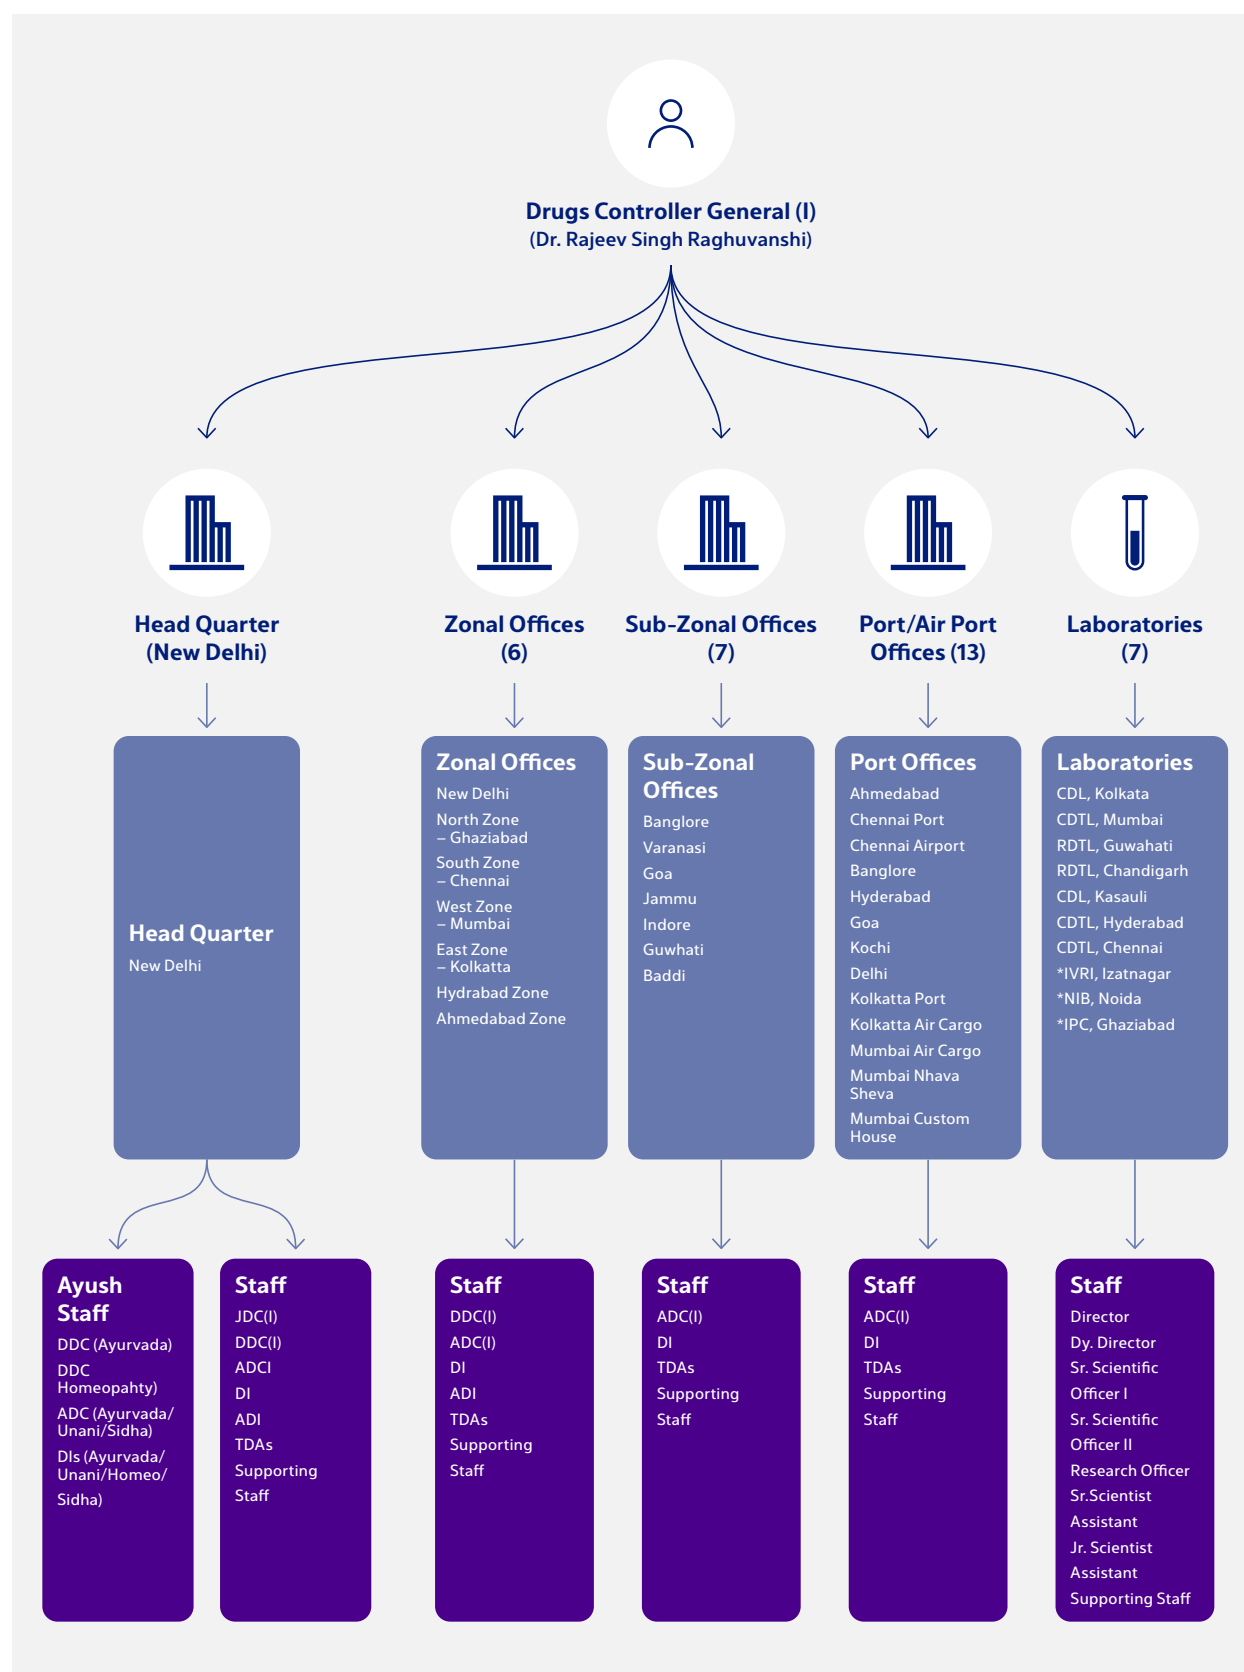 Drugs Controller General (I)
(Dr. Rajeev Singh Raghuvanshi)
Head Quarter
(New Delhi)
Zonal Offices
(6)
Sub-Zonal Offices
(7)
Port/Air Port
Offices (13)
Laboratories
(7)
Head Quarter
New Delhi
Zonal Offices
New Delhi
North Zone
– Ghaziabad
South Zone
– Chennai
West Zone
– Mumbai
East Zone
– Kolkatta
Hydrabad Zone
Ahmedabad Zone
Sub-Zonal
Offices
Banglore
Varanasi
Goa
Jammu
Indore
Guwhati
Baddi
Port Offices
Ahmedabad
Chennai Port
Chennai Airport
Banglore
Hyderabad
Goa
Kochi
Delhi
Kolkatta Port
Kolkatta Air Cargo
Mumbai Air Cargo
Mumbai Nhava
Sheva
Mumbai Custom
House
Laboratories
CDL, Kolkata
CDTL, Mumbai
RDTL, Guwahati
RDTL, Chandigarh
CDL, Kasauli
CDTL, Hyderabad
CDTL, Chennai
*IVRI, Izatnagar
*NIB, Noida
*IPC, Ghaziabad
Ayush
Staff
DDC (Ayurvada)
DDC
Homeopahty)
ADC (Ayurvada/
Unani/Sidha)
DIs (Ayurvada/
Unani/Homeo/
Sidha)
Staff
JDC(I)
DDC(I)
ADCI
DI
ADI
TDAs
Supporting
Staff
Staff
DDC(I)
ADC(I)
DI
ADI
TDAs
Supporting
Staff
Staff
ADC(I)
DI
TDAs
Supporting
Staff
Staff
ADC(I)
DI
TDAs
Supporting
Staff
Staff
Director
Dy. Director
Sr. Scientific
Officer I
Sr. Scientific
Officer II
Research Officer
Sr.Scientist
Assistant
Jr. Scientist
Assistant
Supporting Staff